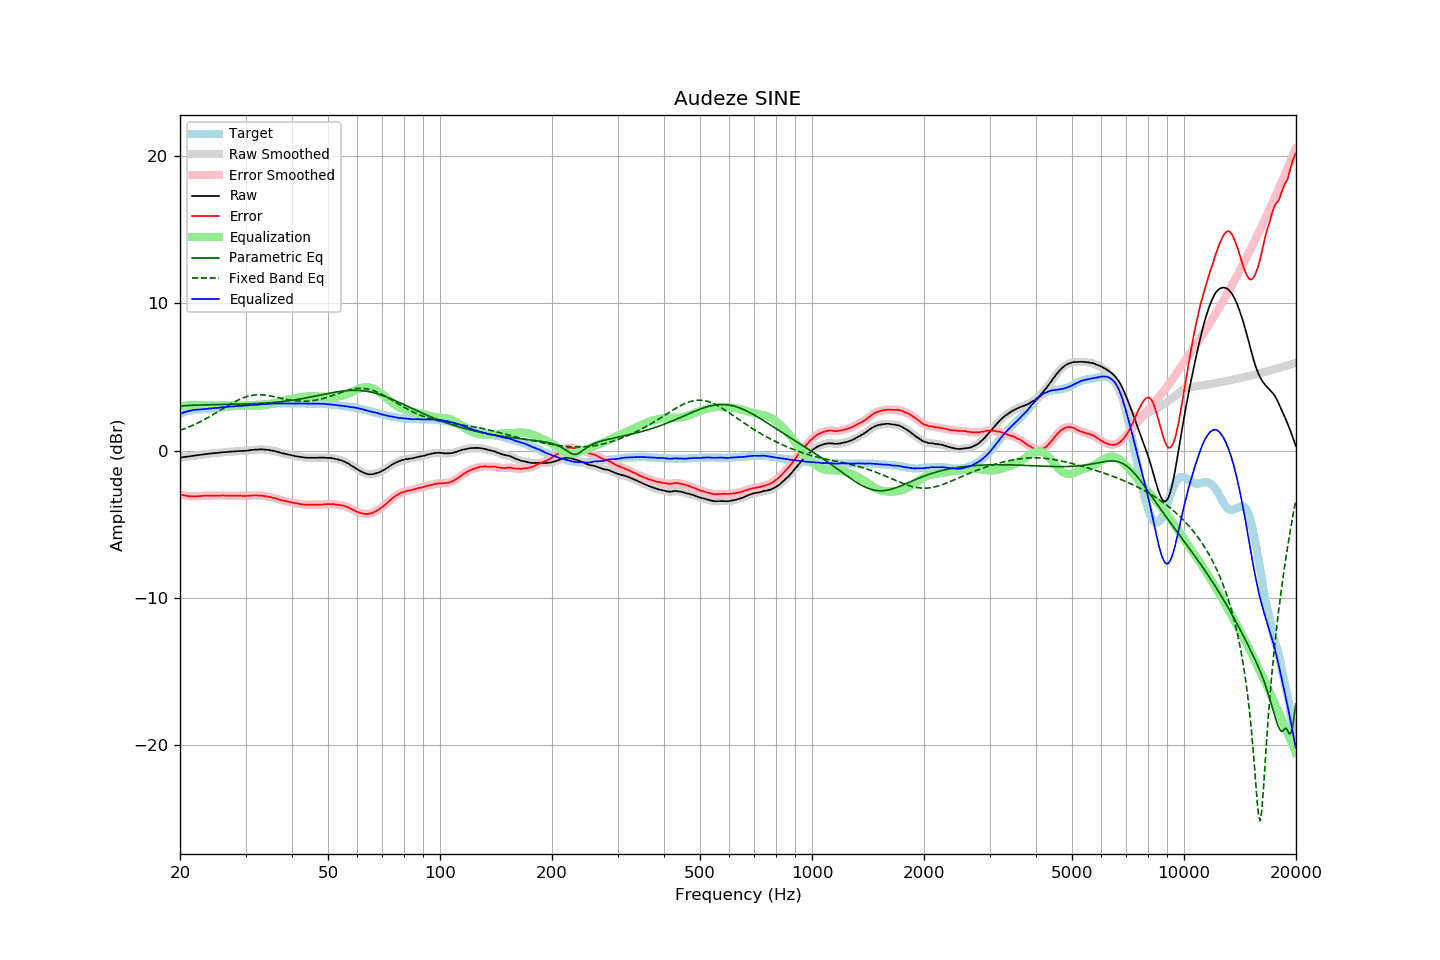 Audeze SINE
Target
Raw Smoothed
Error Smoothed
Raw
Error
Equalization
Parametric Eq
Fixed Band Eq
Equalized
20
10
0
−10
−20
Amplitude (dBr)
20 50 100 200 500 1000 2000 5000 10000 20000
Frequency (Hz)